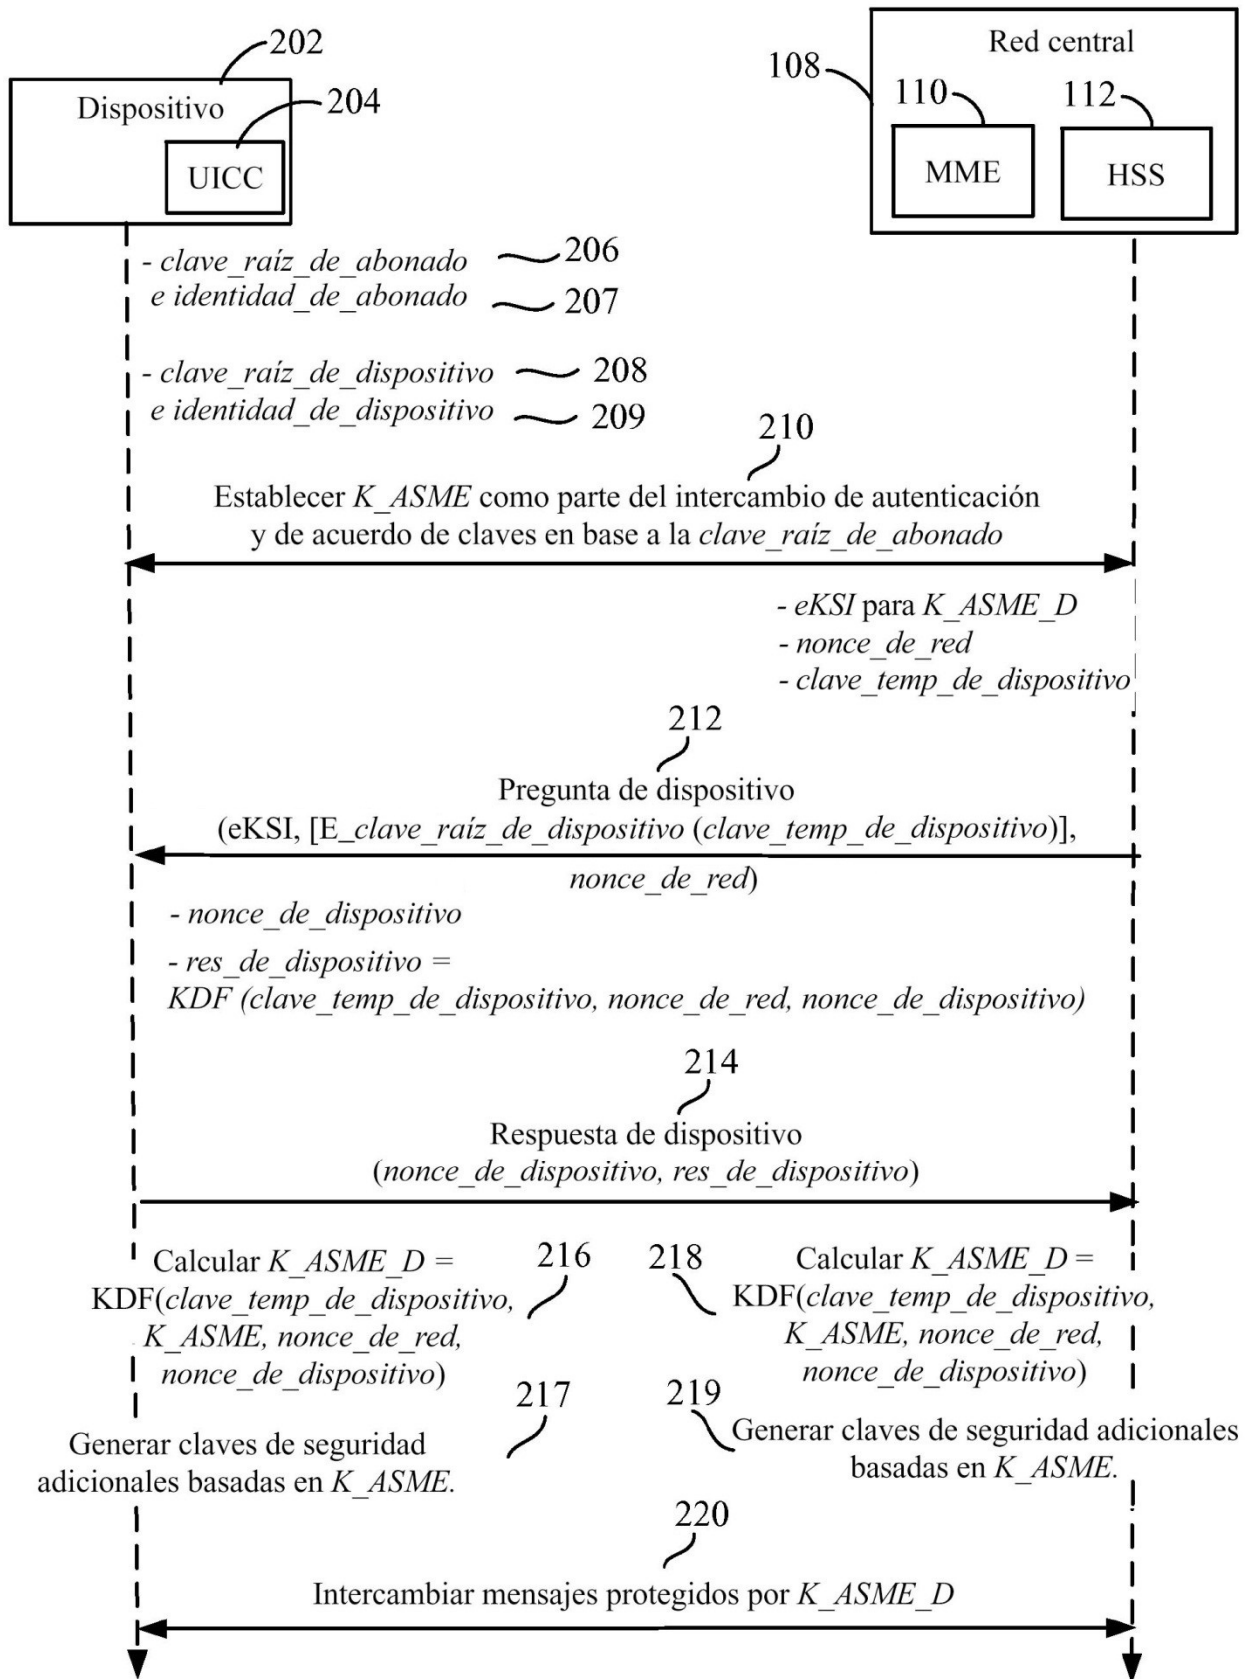 202
Dispositivo
204
UICC
Red central
108
110
112
MME
HSS
- clave_raíz_de_abonado
206
e identidad_de_abonado
207
- clave_raíz_de_dispositivo
208
e identidad_de_dispositivo
209
210
Establecer K_ASME como parte del intercambio de autenticación
y de acuerdo de claves en base a la clave_raíz_de_abonado
- eKSI para K_ASME_D
- nonce_de_red
- clave_temp_de_dispositivo
212
Pregunta de dispositivo
(eKSI, [E_clave_raíz_de_dispositivo (clave_temp_de_dispositivo)],
nonce_de_red)
- nonce_de_dispositivo
- res_de_dispositivo =
KDF (clave_temp_de_dispositivo, nonce_de_red, nonce_de_dispositivo)
214
Respuesta de dispositivo
(nonce_de_dispositivo, res_de_dispositivo)
Calcular K_ASME_D =
KDF(clave_temp_de_dispositivo,
K_ASME, nonce_de_red,
nonce_de_dispositivo)
216
218
Calcular K_ASME_D =
KDF(clave_temp_de_dispositivo,
K_ASME, nonce_de_red,
nonce_de_dispositivo)
217
219
Generar claves de seguridad
adicionales basadas en K_ASME.
Generar claves de seguridad adicionales
basadas en K_ASME.
220
Intercambiar mensajes protegidos por K_ASME_D